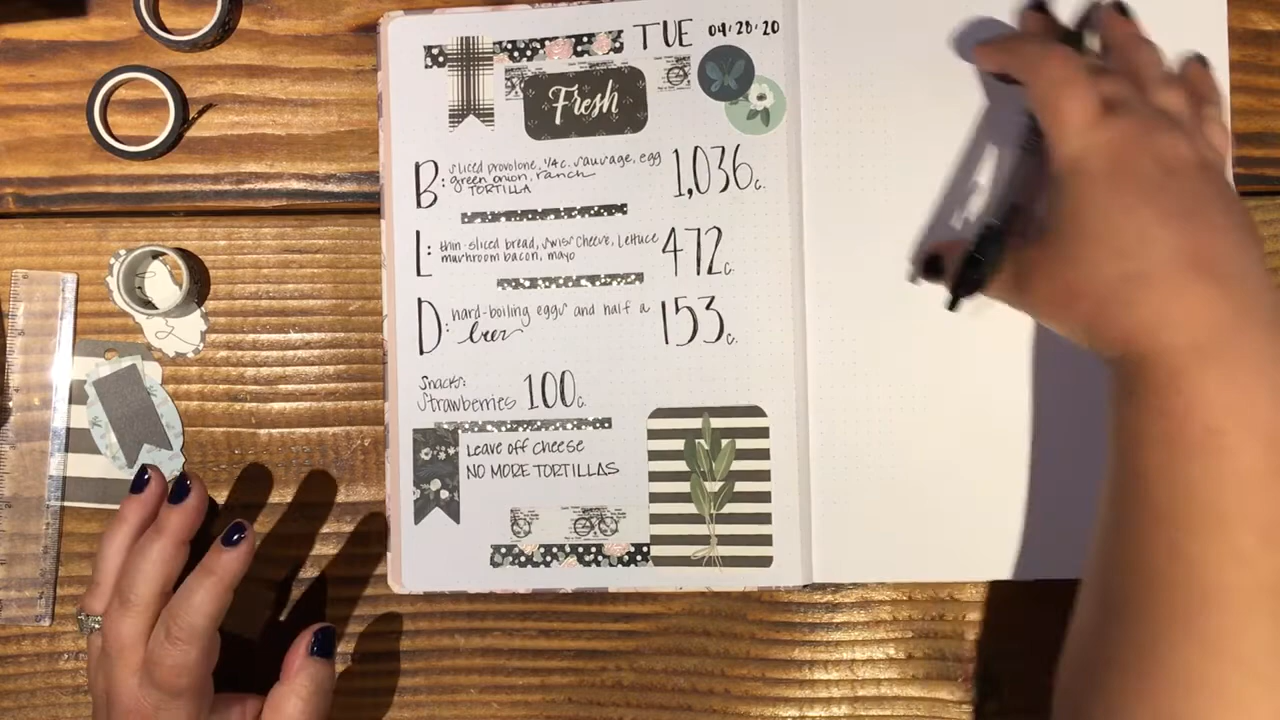 TUE 04·28·20
Fresh
B: sliced provolone, 1/4 c. sausage, egg
green onion, ranch
TORTILLA
1,036c.
L: thin-sliced bread, swiss cheese, lettuce
mushroom bacon, mayo
472c.
D: hard-boiling eggs and half a
beer
153c.
Snacks:
Strawberries 100c.
Leave off cheese
NO MORE TORTILLAS